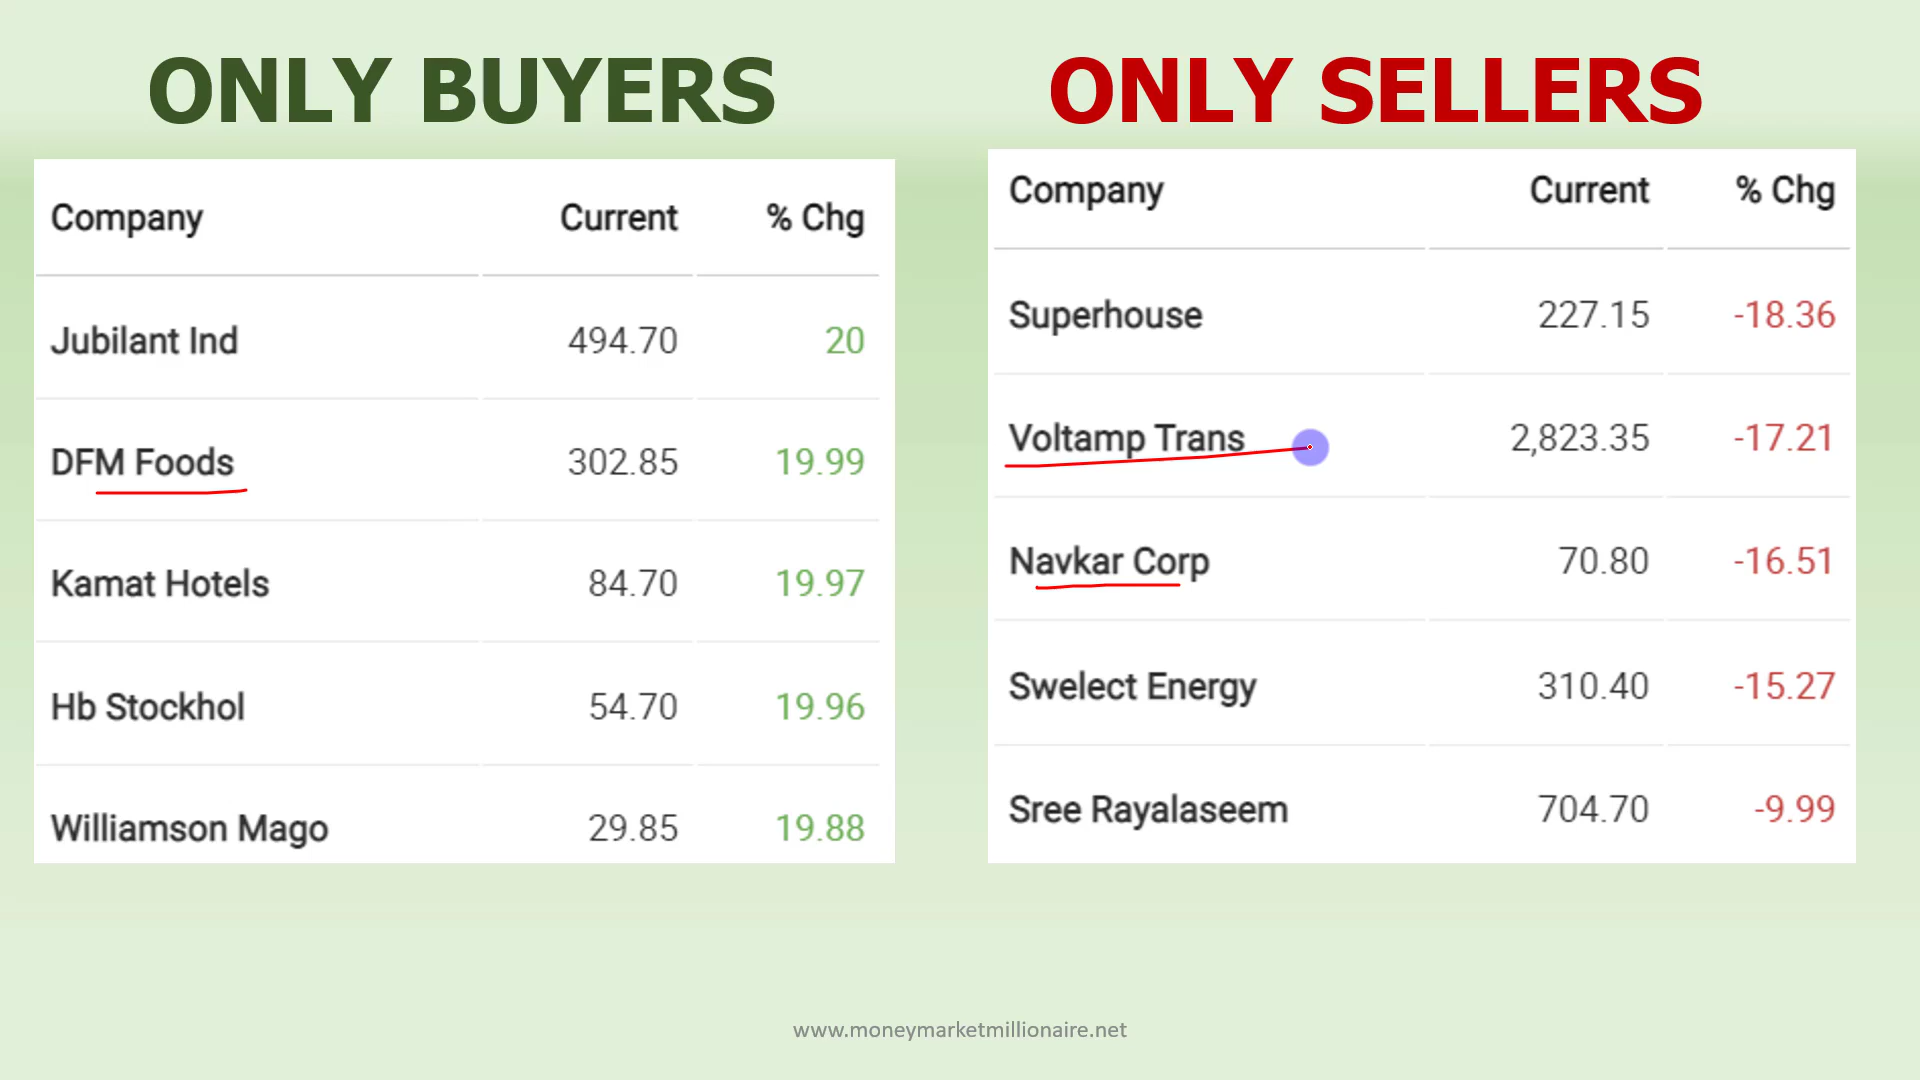 ONLY BUYERS
Company Current % Chg
Jubilant Ind 494.70 20
DFM Foods 302.85 19.99
Kamat Hotels 84.70 19.97
Hb Stockhol 54.70 19.96
Williamson Mago 29.85 19.88
ONLY SELLERS
Company Current % Chg
Superhouse 227.15 -18.36
Voltamp Trans 2,823.35 -17.21
Navkar Corp 70.80 -16.51
Swelect Energy 310.40 -15.27
Sree Rayalaseem 704.70 -9.99
www.moneymarketmillionaire.net